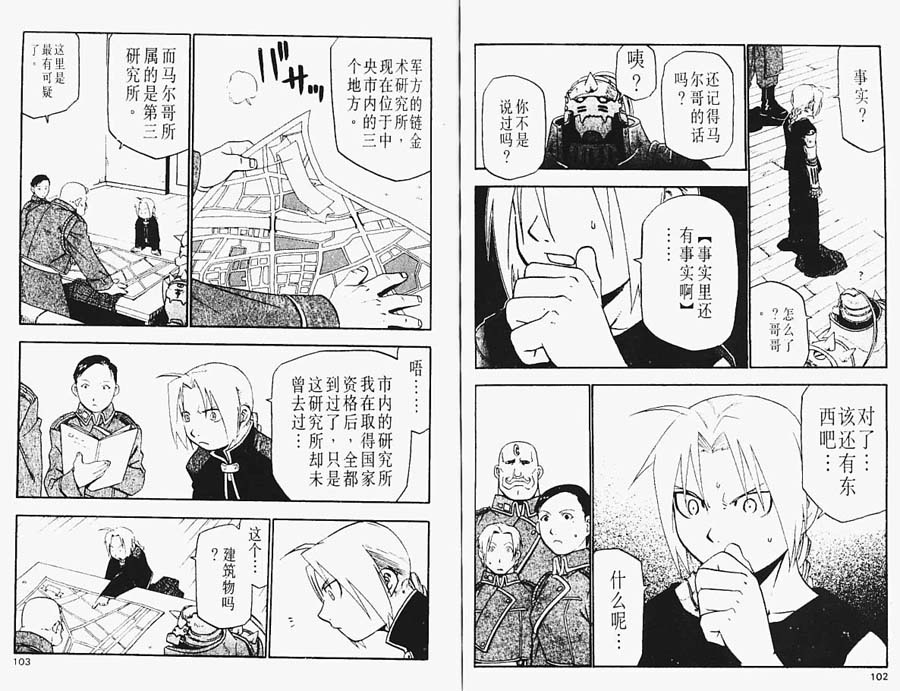 事实？
？
怎么了
？哥哥
还记得马
尔哥的话
吗？
咦？
你不是
说过吗？
【事实里还
有事实啊】
……
对了…
该还有东
西吧…
什么呢…
102
军方的链金
术研究所，
现在位于中
央市内的三
个地方
バサッ
而马尔哥所
属的是第三
研究所。
这里是
最有可疑
了。
唔……
市内的研究所
我在取得国家
资格后，全都
到过了，只是
这研究所却未
曾去过…
这个…
建筑物吗
？
103